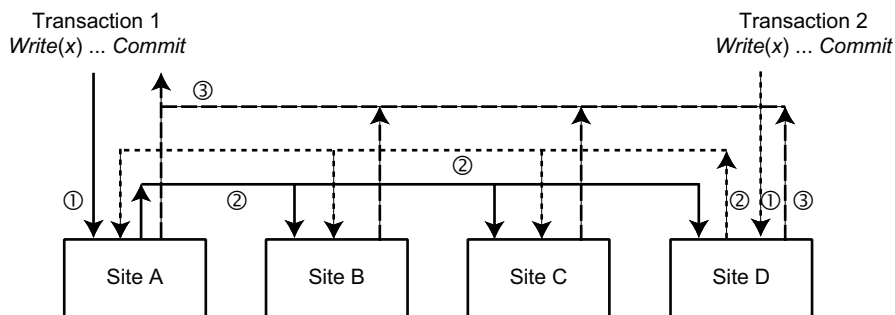 Transaction 1
Write(x) ... Commit
Transaction 2
Write(x) ... Commit
③
②
① ② ② ① ③
Site A
Site B
Site C
Site D